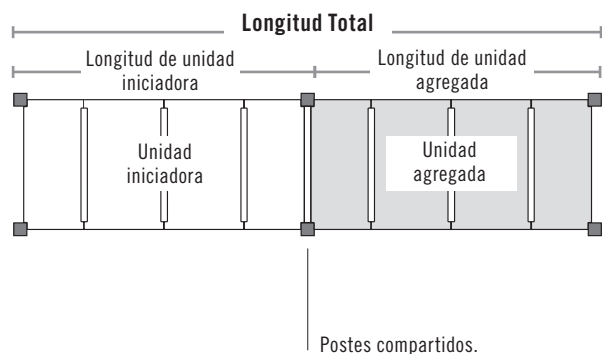 Longitud Total
Longitud de unidad
iniciadora
Longitud de unidad
agregada
Unidad
iniciadora
Unidad
agregada
Postes compartidos.